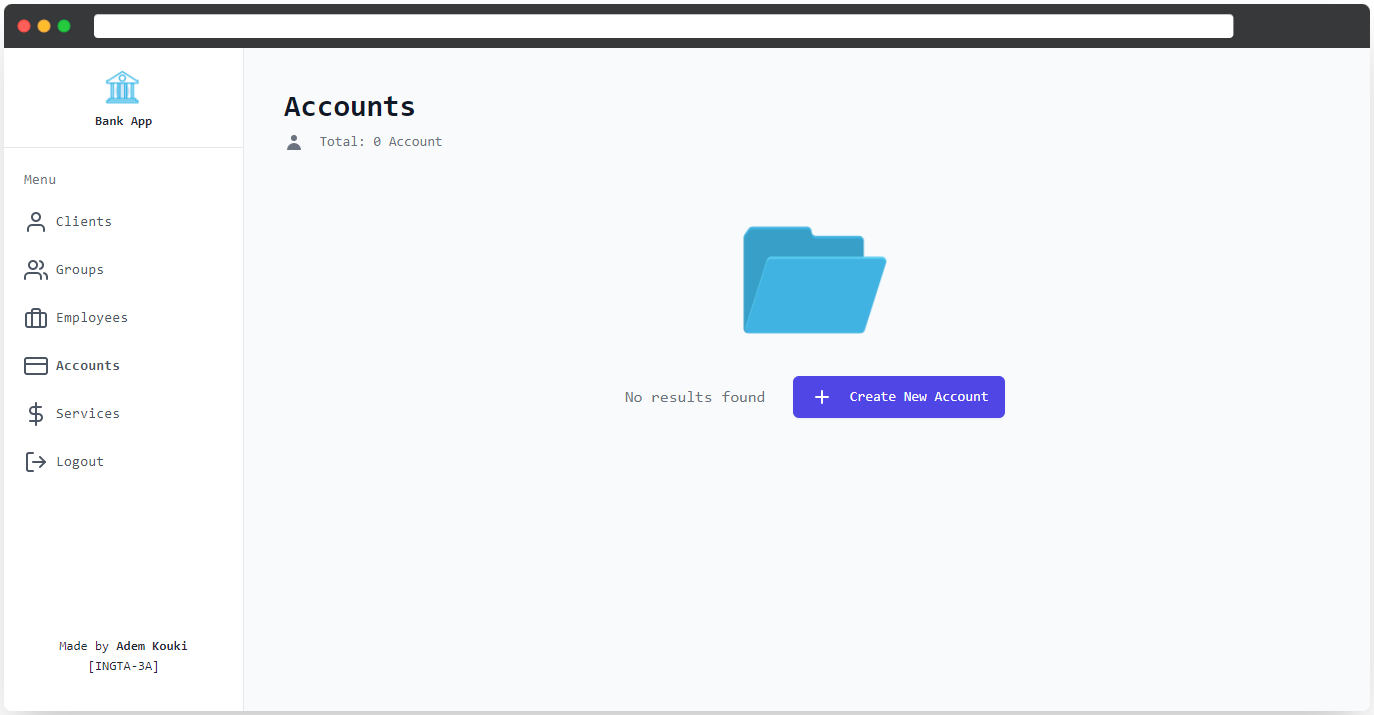 Bank App
Menu
Clients
Groups
Employees
Accounts
Services
Logout
Made by Adem Kouki
[INGTA-3A]
Accounts
Total: 0 Account
No results found
Create New Account